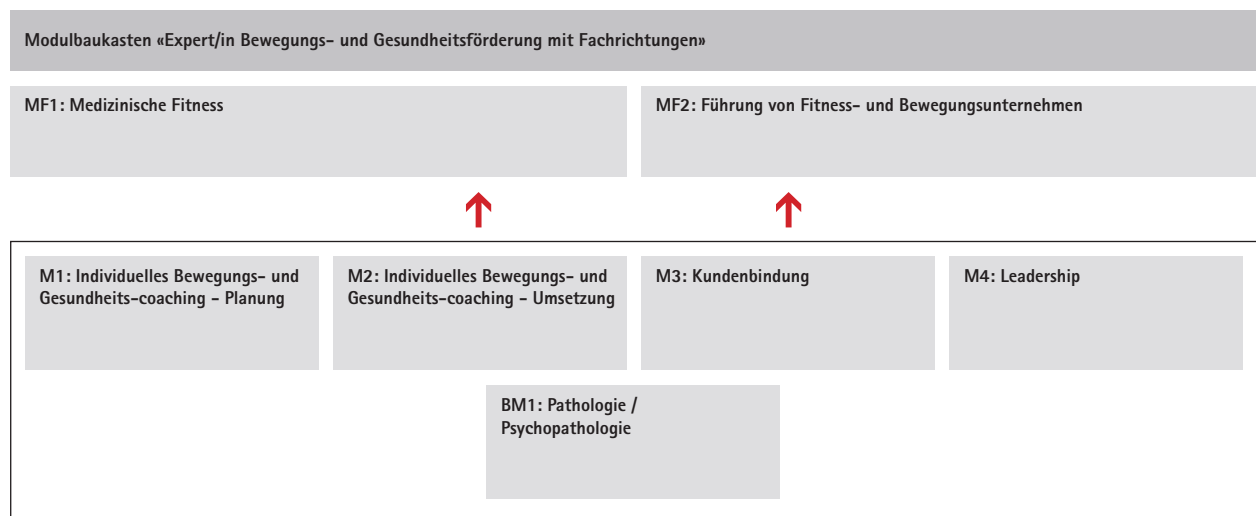 Modulbaukasten «Expert/in Bewegungs- und Gesundheitsförderung mit Fachrichtungen»
MF1: Medizinische Fitness
MF2: Führung von Fitness- und Bewegungsunternehmen
M1: Individuelles Bewegungs- und
Gesundheits-coaching - Planung
M2: Individuelles Bewegungs- und
Gesundheits-coaching - Umsetzung
M3: Kundenbindung
M4: Leadership
BM1: Pathologie /
Psychopathologie